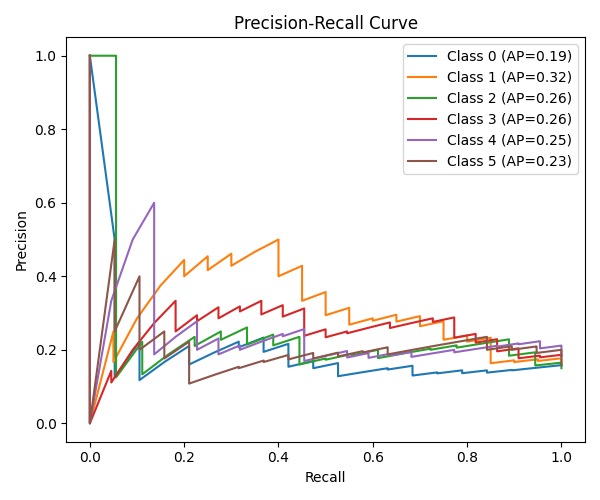 Precision-Recall Curve
Class 0 (AP=0.19)
Class 1 (AP=0.32)
Class 2 (AP=0.26)
Class 3 (AP=0.26)
Class 4 (AP=0.25)
Class 5 (AP=0.23)
Precision
1.0
0.8
0.6
0.4
0.2
0.0
0.0 0.2 0.4 0.6 0.8 1.0
Recall